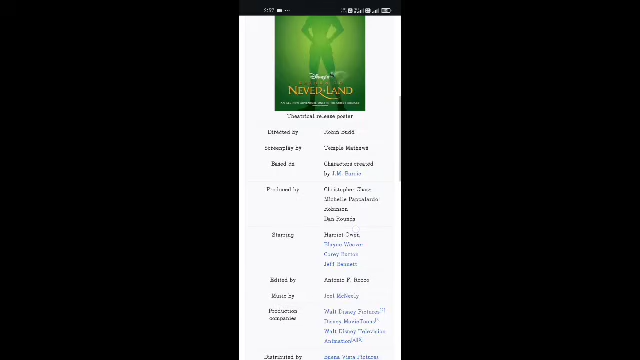 Disney's
NEVER LAND
Theatrical release poster
Directed by Robin Budd
Screenplay by Temple Mathews
Based on Characters created
by J.M. Barrie
Produced by Christopher Chase
Michelle Pappalardo-
Robinson
Dan Rounds
Starring Harriet Owen
Blayne Weaver
Corey Burton
Jeff Bennett
Edited by Antonio F. Rocco
Music by Joel McNeely
Production
companies
Walt Disney Pictures
Disney MovieToons
Walt Disney Television
Animation
Distributed by Buena Vista Pictures